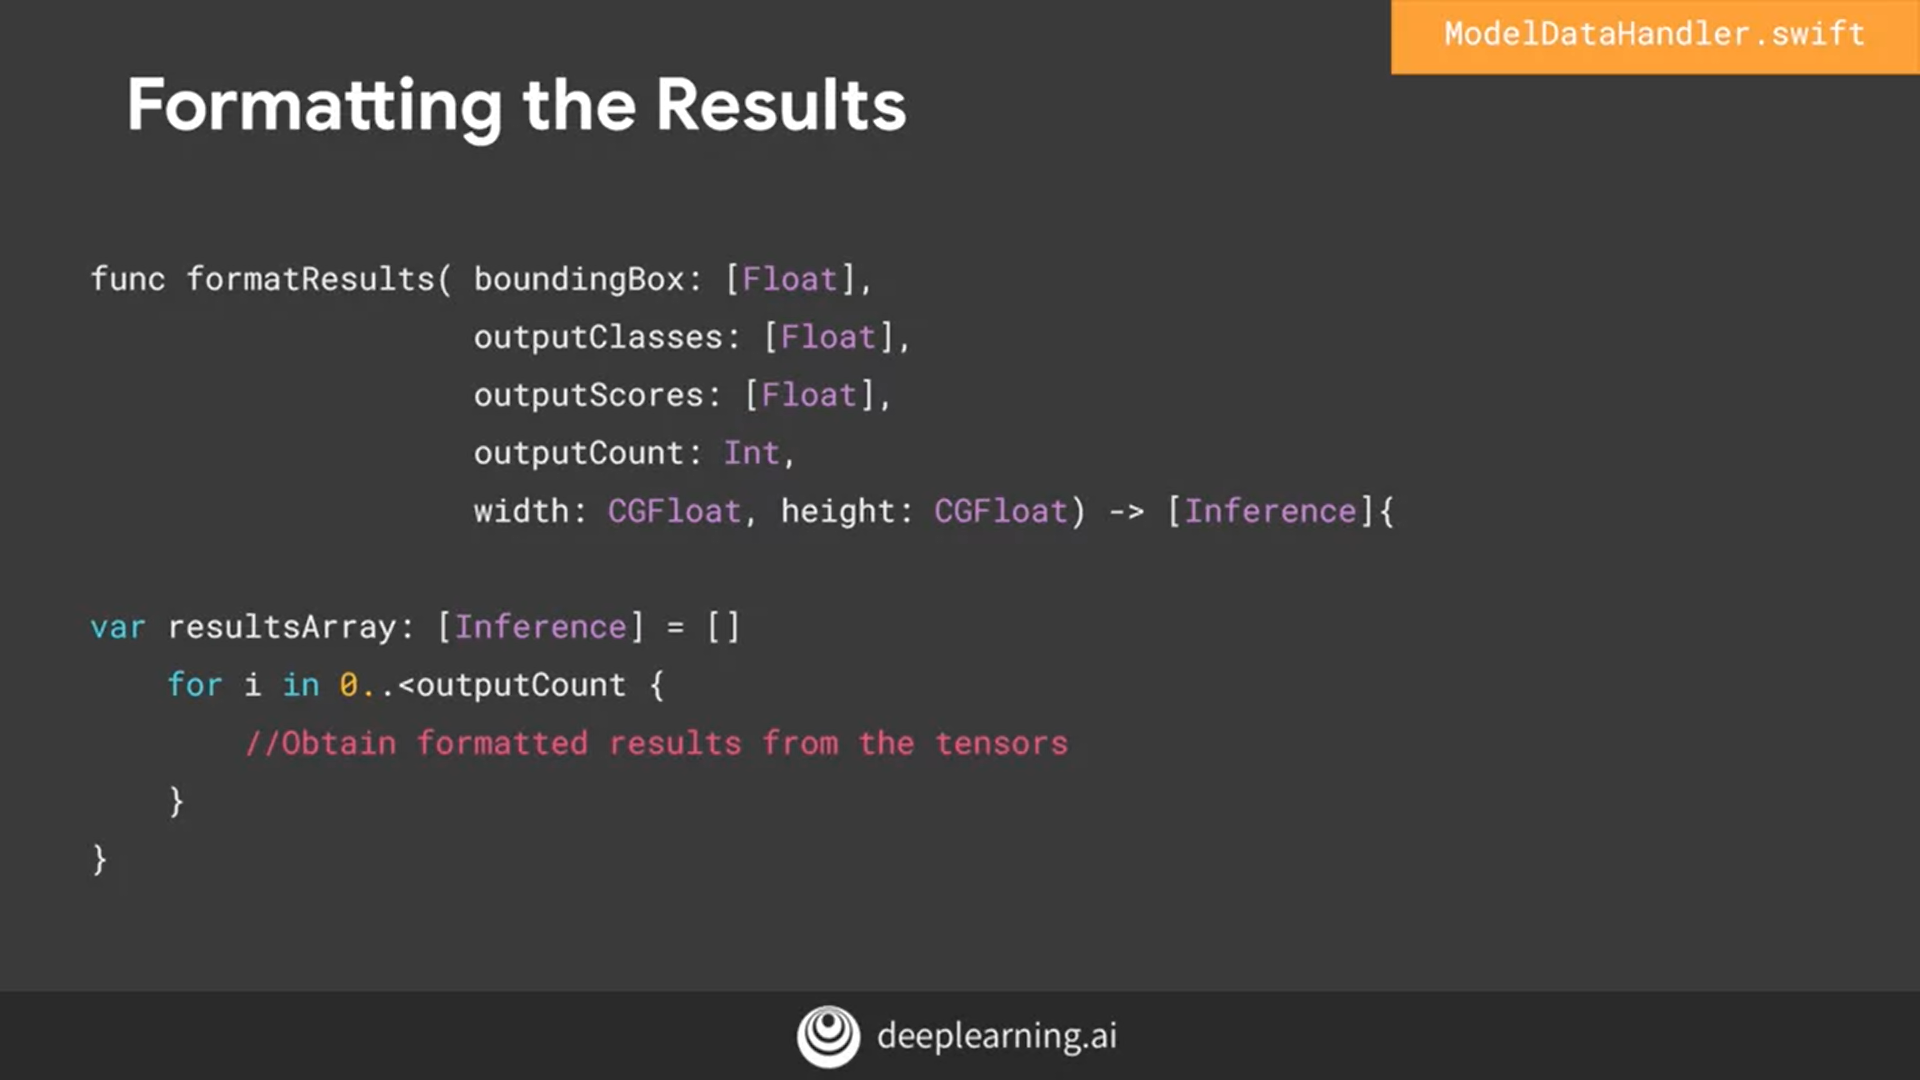 ModelDataHandler.swift
Formatting the Results
func formatResults( boundingBox: [Float],
outputClasses: [Float],
outputScores: [Float],
outputCount: Int,
width: CGFloat, height: CGFloat) -> [Inference]{
var resultsArray: [Inference] = []
for i in 0..<outputCount {
//Obtain formatted results from the tensors
}
}
deeplearning.ai